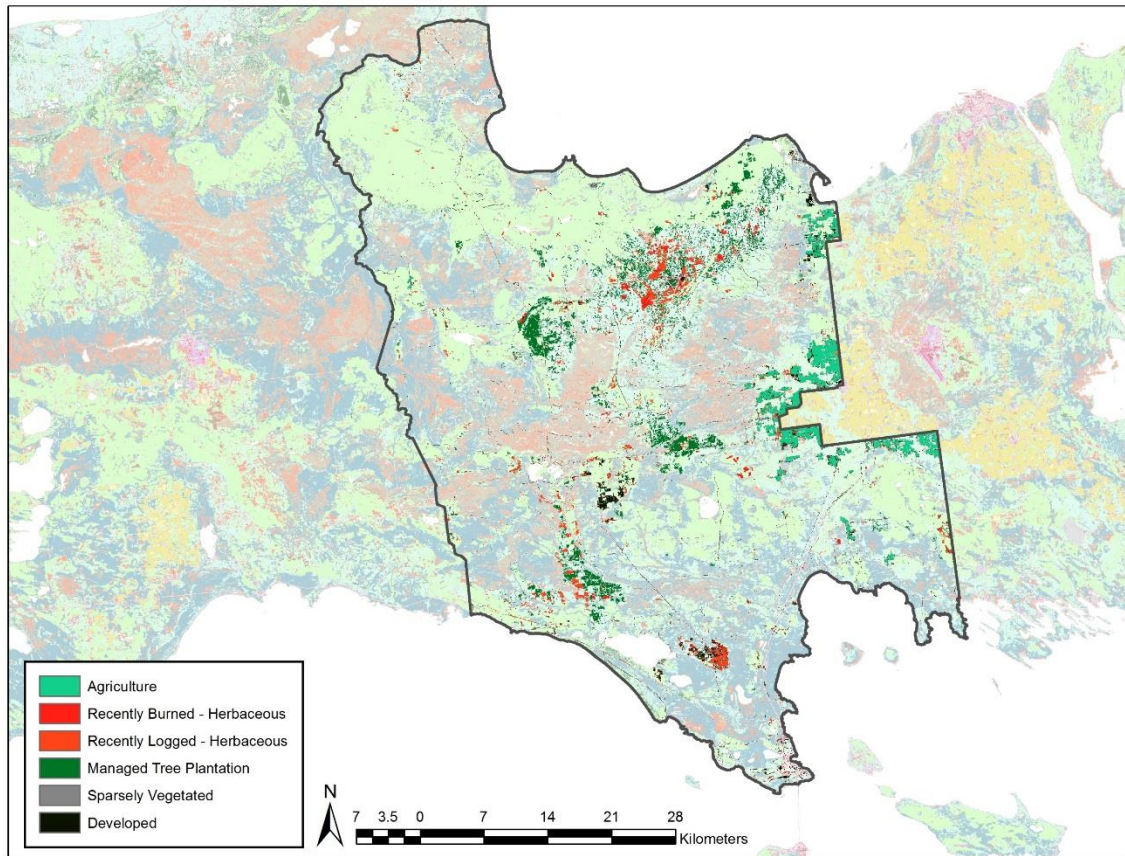 Agriculture
Recently Burned - Herbaceous
Recently Logged - Herbaceous
Managed Tree Plantation
Sparsely Vegetated
Developed
N
7 3.5 0 7 14 21 28
Kilometers